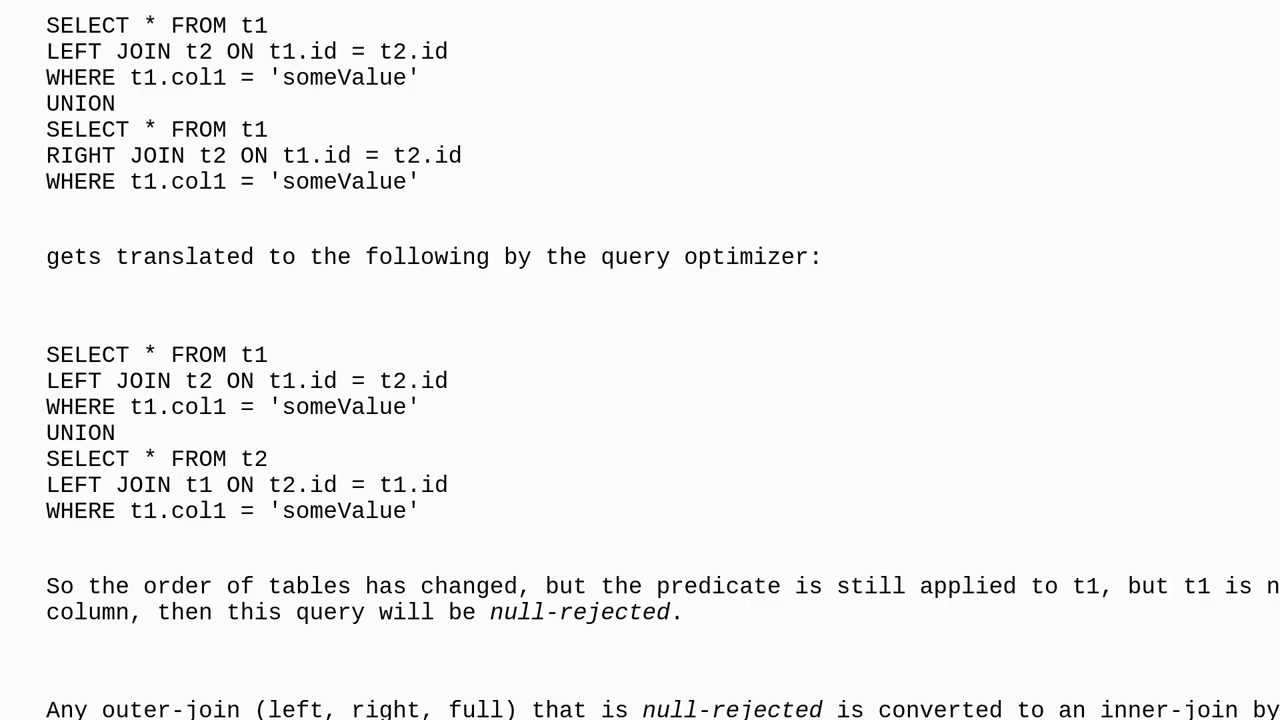 SELECT * FROM t1
LEFT JOIN t2 ON t1.id = t2.id
WHERE t1.col1 = 'someValue'
UNION
SELECT * FROM t1
RIGHT JOIN t2 ON t1.id = t2.id
WHERE t1.col1 = 'someValue'
gets translated to the following by the query optimizer:
SELECT * FROM t1
LEFT JOIN t2 ON t1.id = t2.id
WHERE t1.col1 = 'someValue'
UNION
SELECT * FROM t2
LEFT JOIN t1 ON t2.id = t1.id
WHERE t1.col1 = 'someValue'
So the order of tables has changed, but the predicate is still applied to t1, but t1 is
column, then this query will be null-rejected.
Any outer-join (left, right, full) that is null-rejected is converted to an inner-join by